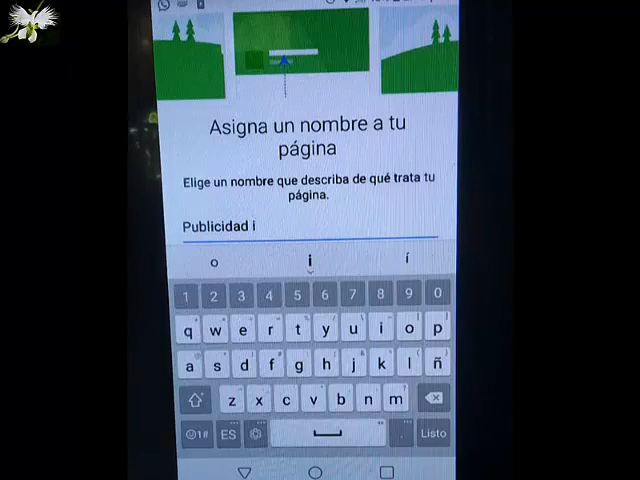 Asigna un nombre a tu
página
Elige un nombre que describa de qué trata tu
página.
Publicidad i
o i í
1 2 3 4 5 6 7 8 9 0
q w e r t y u i o p
a s d f g h j k l ñ
z x c v b n m
☺1# ES . Listo